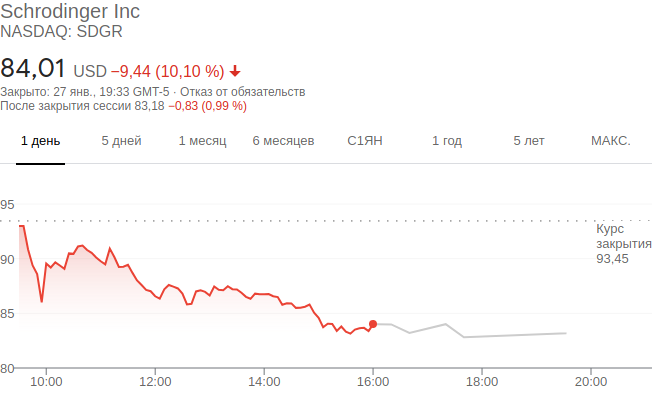 Schrodinger Inc
NASDAQ: SDGR
84,01 USD −9,44 (10,10 %)
Закрыто: 27 янв., 19:33 GMT-5 · Отказ от обязательств
После закрытия сессии 83,18 −0,83 (0,99 %)
1 день 5 дней 1 месяц 6 месяцев С1ЯН 1 год 5 лет МАКС.
95
Курс
закрытия
93,45
90
85
80
10:00 12:00 14:00 16:00 18:00 20:00